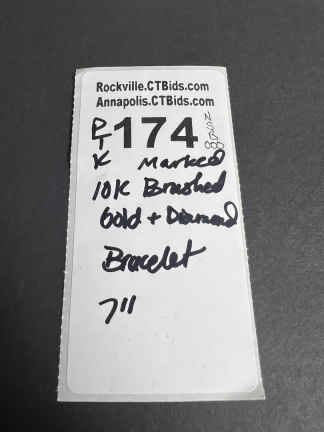 Rockville.CTBids.com
Annapolis.CTBids.com
174
Marked
10K Brushed
Gold + Diamond
Bracelet
7"